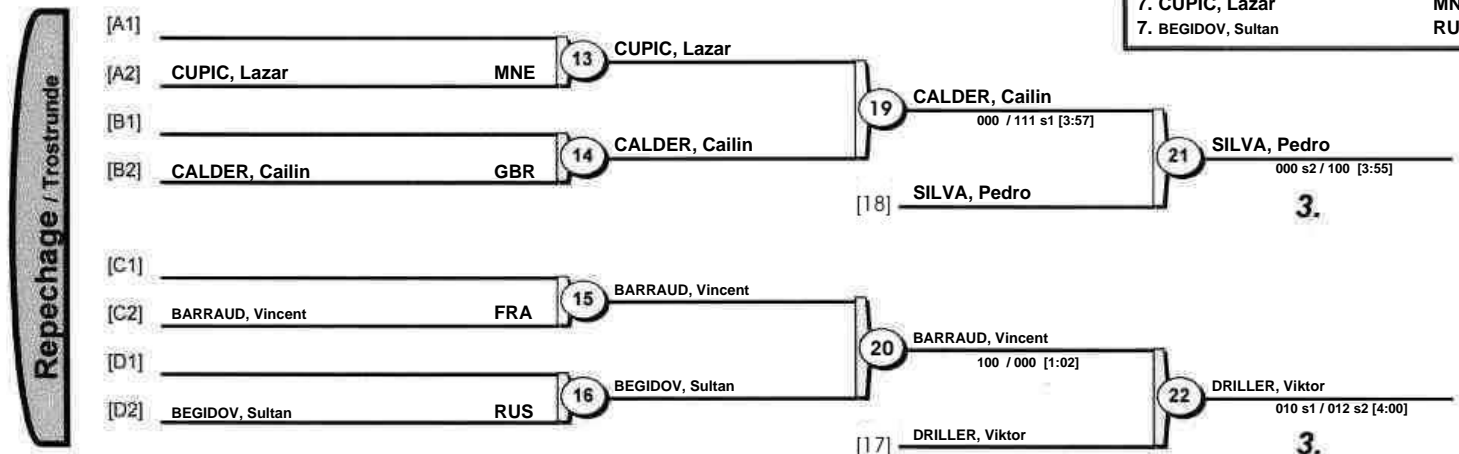 7. CUPIC, Lazar MN
7. BEGIDOV, Sultan RU
Repechage / Trostrunde
[A1]
[A2] CUPIC, Lazar MNE
13 CUPIC, Lazar
[B1]
[B2] CALDER, Cailin GBR
14 CALDER, Cailin
19 CALDER, Cailin
000 / 111 s1 [3:57]
[18] SILVA, Pedro
21 SILVA, Pedro
000 s2 / 100 [3:55]
3.
[C1]
[C2] BARRAUD, Vincent FRA
15 BARRAUD, Vincent
[D1]
[D2] BEGIDOV, Sultan RUS
16 BEGIDOV, Sultan
20 BARRAUD, Vincent
100 / 000 [1:02]
[17] DRILLER, Viktor
22 DRILLER, Viktor
010 s1 / 012 s2 [4:00]
3.